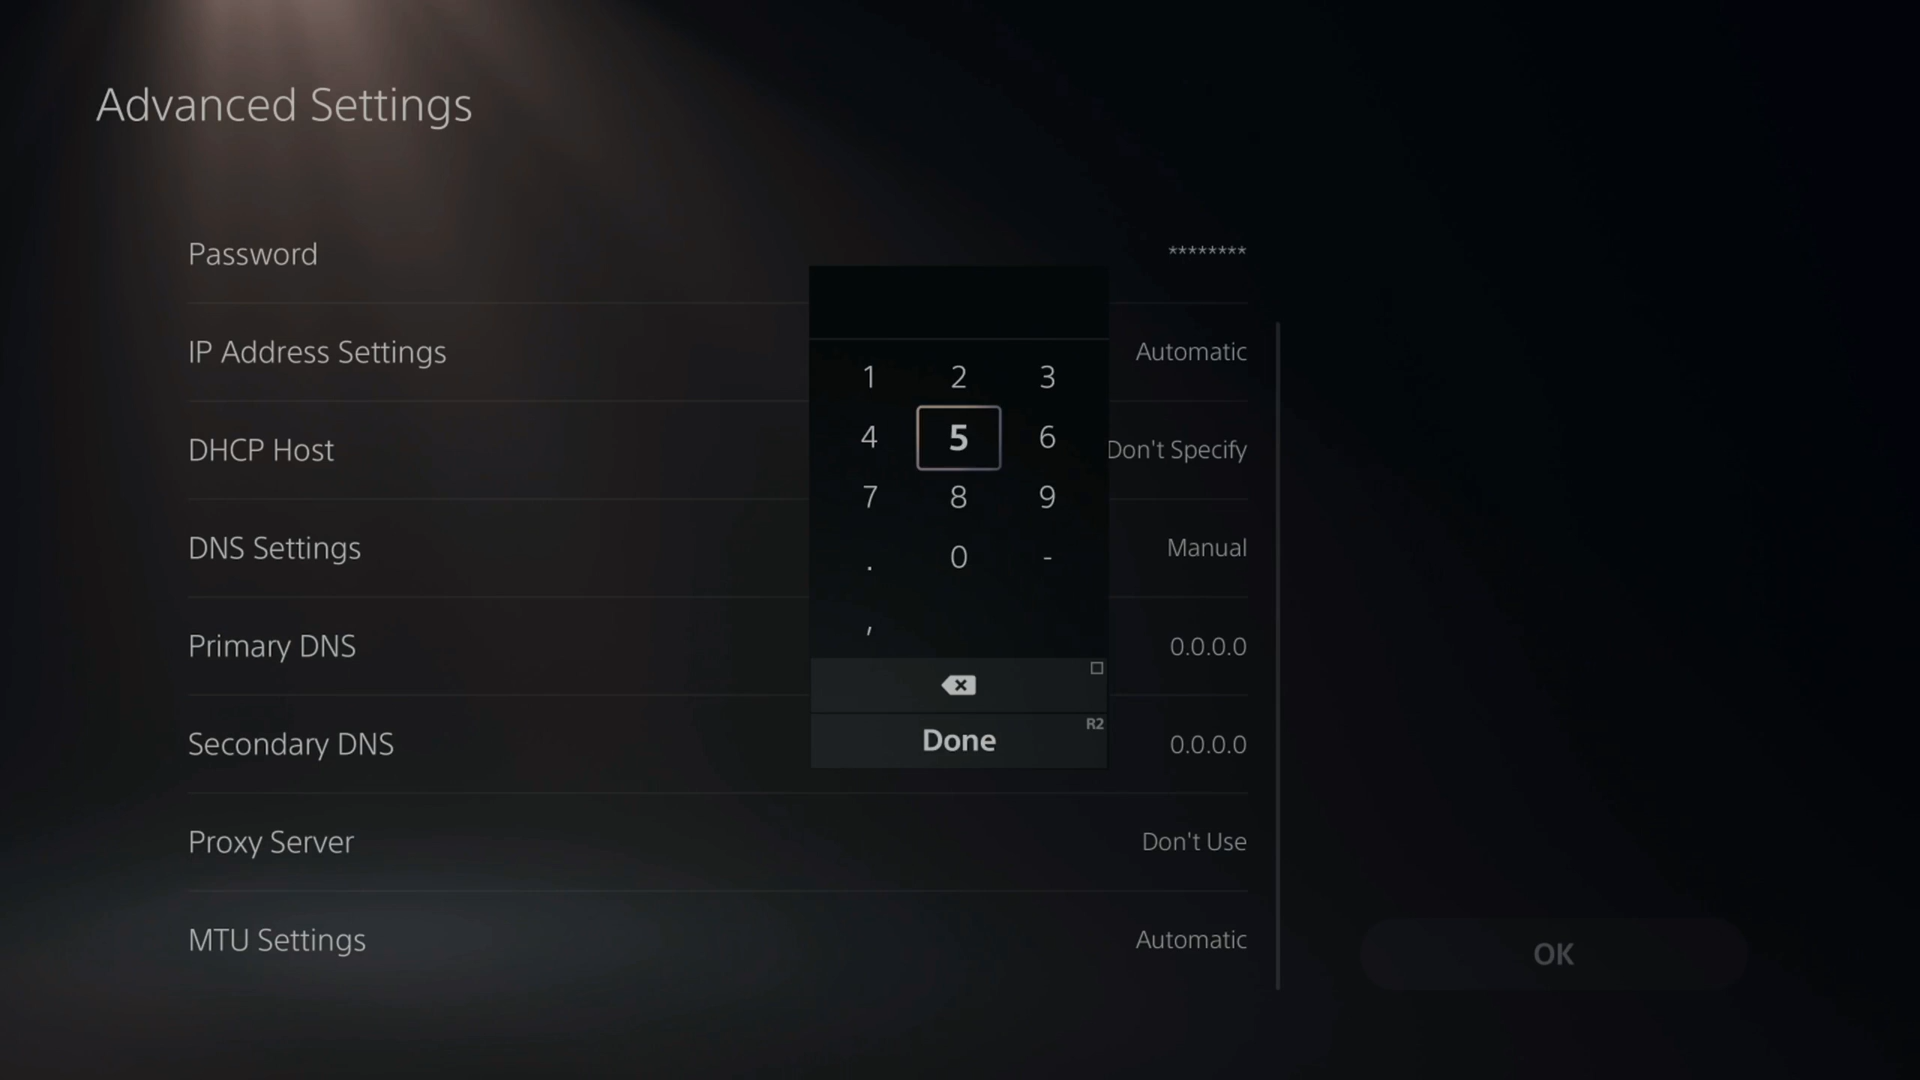 Advanced Settings
Password ********
IP Address Settings Automatic
DHCP Host Don't Specify
DNS Settings Manual
Primary DNS 0.0.0.0
Secondary DNS 0.0.0.0
Proxy Server Don't Use
MTU Settings Automatic
1 2 3
4 5 6
7 8 9
. 0 -
,
R2
Done
OK